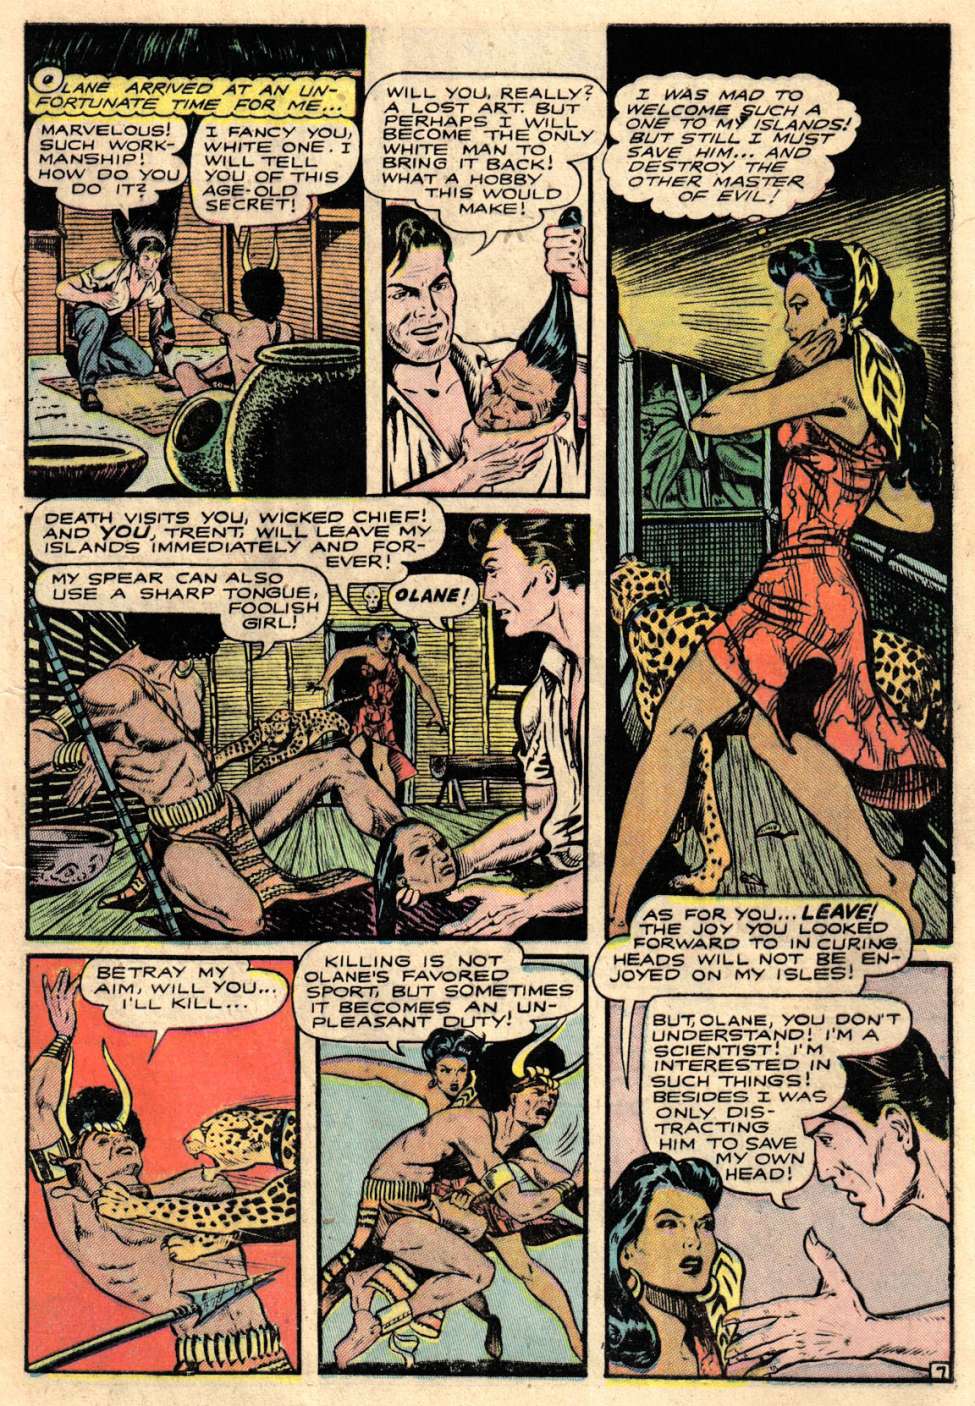 OLANE ARRIVED AT AN UN-
FORTUNATE TIME FOR ME...
MARVELOUS!
SUCH WORK-
MANSHIP!
HOW DO YOU
DO IT?
I FANCY YOU,
WHITE ONE. I
WILL TELL
YOU OF THIS
AGE-OLD
SECRET!
WILL YOU, REALLY?
A LOST ART. BUT
PERHAPS I WILL
BECOME THE ONLY
WHITE MAN TO
BRING IT BACK!
WHAT A HOBBY
THIS WOULD
MAKE!
I WAS MAD TO
WELCOME SUCH A
ONE TO MY ISLANDS!
BUT STILL I MUST
SAVE HIM... AND
DESTROY THE
OTHER MASTER
OF EVIL!
DEATH VISITS YOU, WICKED CHIEF!
AND YOU, TRENT, WILL LEAVE MY
ISLANDS IMMEDIATELY AND FOR-
EVER!
MY SPEAR CAN ALSO
USE A SHARP TONGUE,
FOOLISH
GIRL!
OLANE!
BETRAY MY
AIM, WILL YOU...
I'LL KILL...
KILLING IS NOT
OLANE'S FAVORED
SPORT, BUT SOMETIMES
IT BECOMES AN UN-
PLEASANT DUTY!
AS FOR YOU... LEAVE!
THE JOY YOU LOOKED
FORWARD TO IN CURING
HEADS WILL NOT BE EN-
JOYED ON MY ISLES!
BUT, OLANE, YOU DON'T
UNDERSTAND! I'M A
SCIENTIST! I'M
INTERESTED IN
SUCH THINGS!
BESIDES I WAS
ONLY DIS-
TRACTING
HIM TO SAVE
MY OWN
HEAD!
7